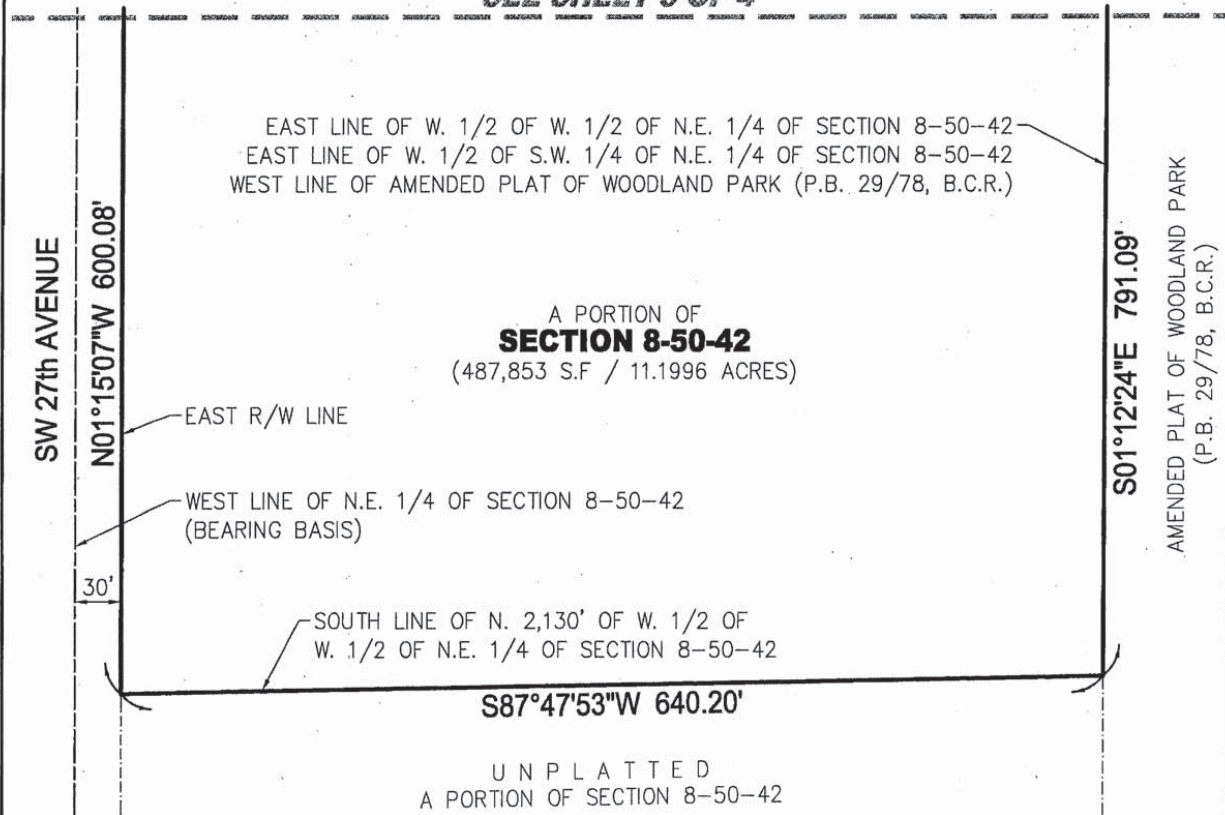 SEE SHEET 3 OF 4
EAST LINE OF W. 1/2 OF W. 1/2 OF N.E. 1/4 OF SECTION 8-50-42
EAST LINE OF W. 1/2 OF S.W. 1/4 OF N.E. 1/4 OF SECTION 8-50-42
WEST LINE OF AMENDED PLAT OF WOODLAND PARK (P.B. 29/78, B.C.R.)
SW 27th AVENUE
N01°15'07"W 600.08'
A PORTION OF
SECTION 8-50-42
(487,853 S.F / 11.1996 ACRES)
S01°12'24"E 791.09'
AMENDED PLAT OF WOODLAND PARK
(P.B. 29/78, B.C.R.)
EAST R/W LINE
WEST LINE OF N.E. 1/4 OF SECTION 8-50-42
(BEARING BASIS)
30'
SOUTH LINE OF N. 2,130' OF W. 1/2 OF
W. 1/2 OF N.E. 1/4 OF SECTION 8-50-42
S87°47'53"W 640.20'
UNPLATTED
A PORTION OF SECTION 8-50-42